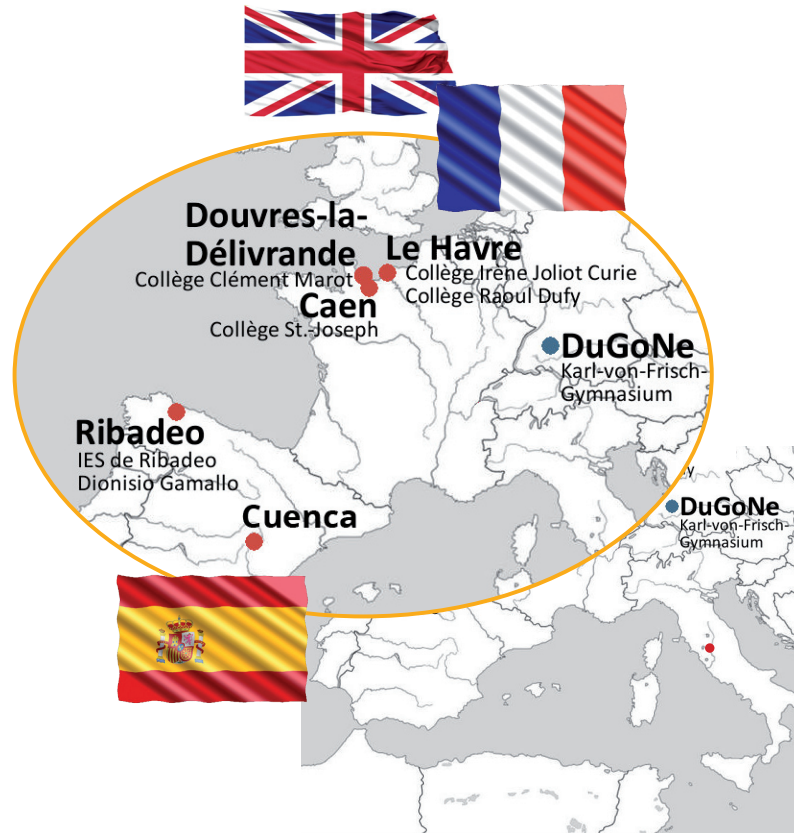 Douvres-la-
Délivrande
Collège Clément Marot
Le Havre
Collège Irène Joliot Curie
Collège Raoul Dufy
Caen
Collège St.-Joseph
DuGoNe
Karl-von-Frisch-
Gymnasium
Ribadeo
IES de Ribadeo
Dionisio Gamallo
Cuenca
DuGoNe
Karl-von-Frisch-
Gymnasium